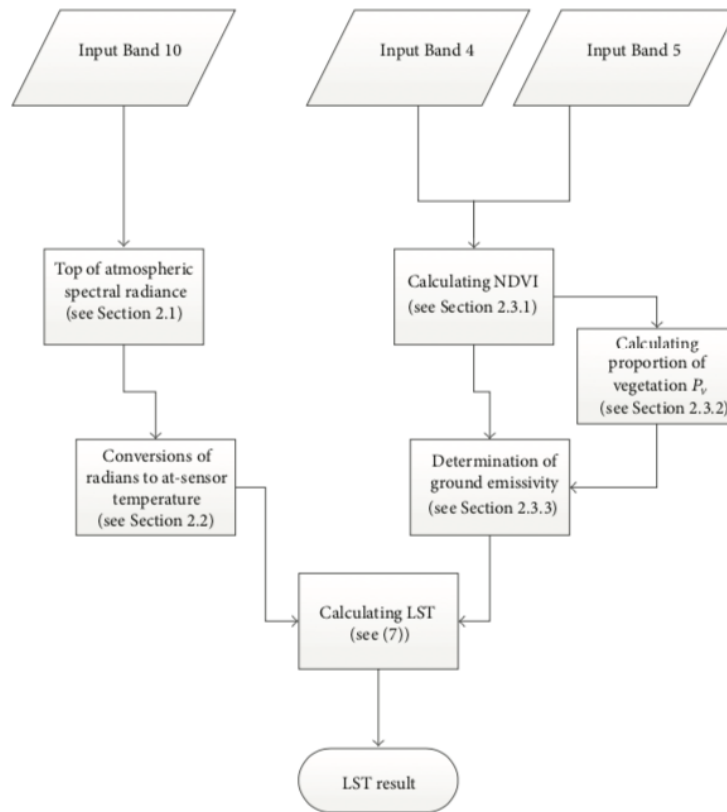 Input Band 10
Input Band 4
Input Band 5
Top of atmospheric
spectral radiance
(see Section 2.1)
Calculating NDVI
(see Section 2.3.1)
Calculating
proportion of
vegetation Pᵥ
(see Section 2.3.2)
Conversions of
radians to at-sensor
temperature
(see Section 2.2)
Determination of
ground emissivity
(see Section 2.3.3)
Calculating LST
(see (7))
LST result